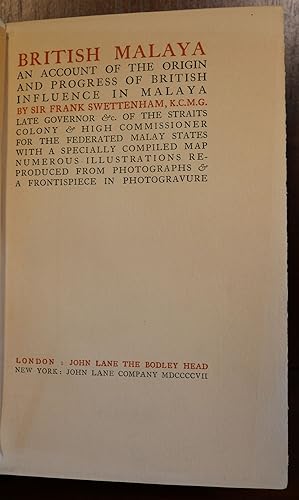 BRITISH MALAYA
AN ACCOUNT OF THE ORIGIN
AND PROGRESS OF BRITISH
INFLUENCE IN MALAYA
BY SIR FRANK SWETTENHAM, K.C.M.G.
LATE GOVERNOR &c. OF THE STRAITS
COLONY & HIGH COMMISSIONER
FOR THE FEDERATED MALAY STATES
WITH A SPECIALLY COMPILED MAP
NUMEROUS ILLUSTRATIONS RE-
PRODUCED FROM PHOTOGRAPHS &
A FRONTISPIECE IN PHOTOGRAVURE
LONDON : JOHN LANE THE BODLEY HEAD
NEW YORK: JOHN LANE COMPANY MDCCCCVII